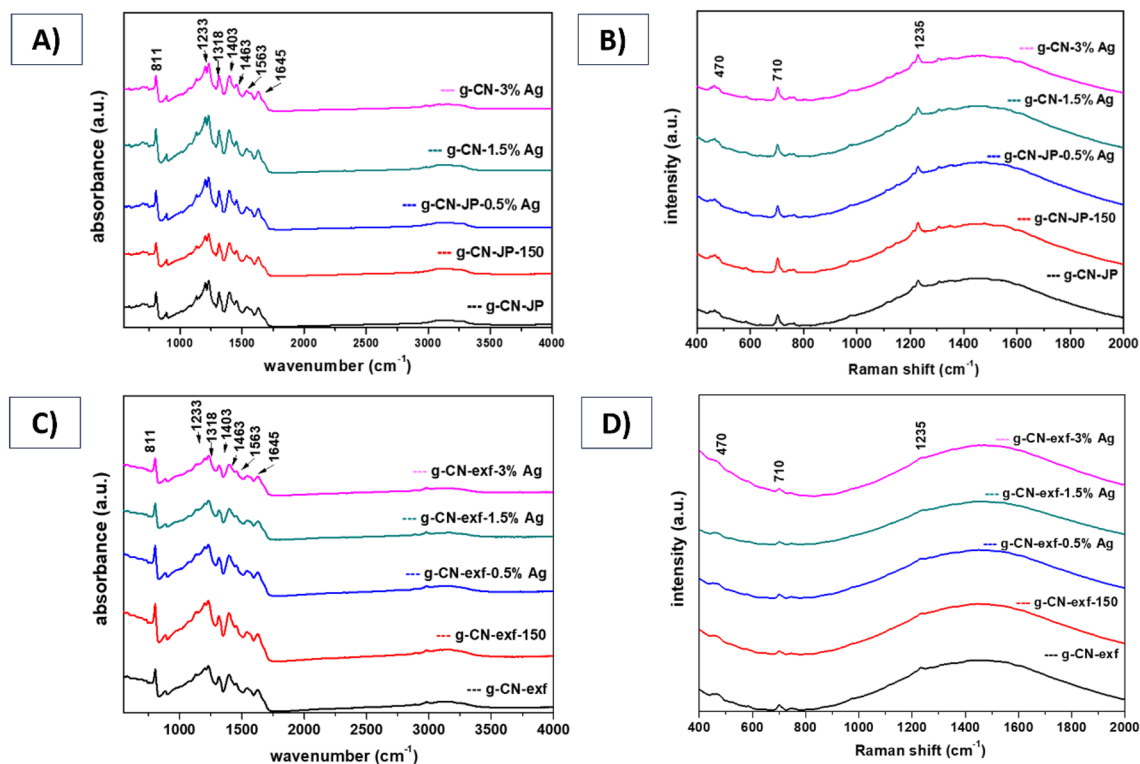 A)
811
1233
1318
1403
1463
1563
1645
g-CN-3% Ag
g-CN-1.5% Ag
g-CN-JP-0.5% Ag
g-CN-JP-150
g-CN-JP
absorbance (a.u.)
1000 1500 2000 2500 3000 3500 4000
wavenumber (cm⁻¹)
B)
470
710
1235
g-CN-3% Ag
g-CN-1.5% Ag
g-CN-JP-0.5% Ag
g-CN-JP-150
g-CN-JP
intensity (a.u.)
400 600 800 1000 1200 1400 1600 1800 2000
Raman shift (cm⁻¹)
C)
811
1233
1318
1403
1463
1563
1645
g-CN-exf-3% Ag
g-CN-exf-1.5% Ag
g-CN-exf-0.5% Ag
g-CN-exf-150
g-CN-exf
absorbance (a.u.)
1000 1500 2000 2500 3000 3500 4000
wavenumber (cm⁻¹)
D)
470
710
1235
g-CN-exf-3% Ag
g-CN-exf-1.5% Ag
g-CN-exf-0.5% Ag
g-CN-exf-150
g-CN-exf
intensity (a.u.)
400 600 800 1000 1200 1400 1600 1800 2000
Raman shift (cm⁻¹)